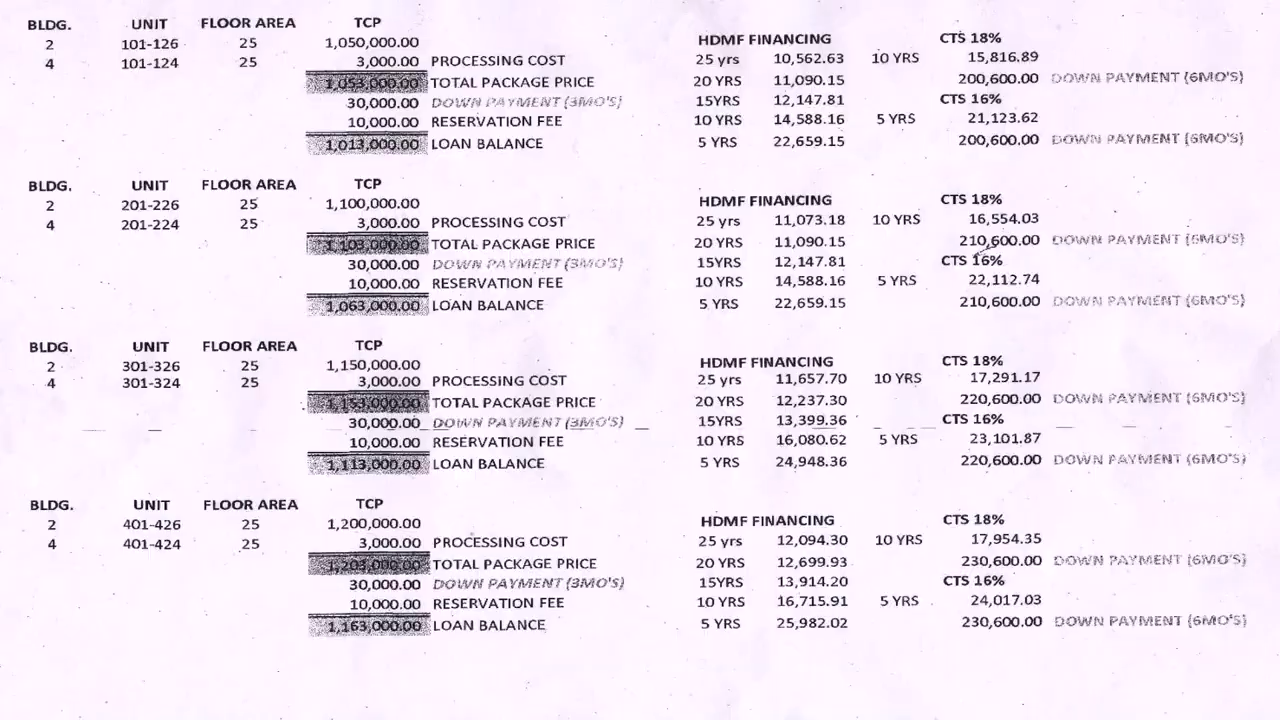 BLDG. UNIT FLOOR AREA TCP
2 101-126 25 1,050,000.00 HDMF FINANCING CTS 18%
4 101-124 25 3,000.00 PROCESSING COST 25 yrs 10,562.63 10 YRS 15,816.89
1,053,000.00 TOTAL PACKAGE PRICE 20 YRS 11,090.15 200,600.00 DOWN PAYMENT (6MO'S)
30,000.00 DOWN PAYMENT (3MO'S) 15YRS 12,147.81 CTS 16%
10,000.00 RESERVATION FEE 10 YRS 14,588.16 5 YRS 21,123.62
1,013,000.00 LOAN BALANCE 5 YRS 22,659.15 200,600.00 DOWN PAYMENT (6MO'S)
BLDG. UNIT FLOOR AREA TCP
2 201-226 25 1,100,000.00 HDMF FINANCING CTS 18%
4 201-224 25 3,000.00 PROCESSING COST 25 yrs 11,073.18 10 YRS 16,554.03
1,103,000.00 TOTAL PACKAGE PRICE 20 YRS 11,090.15 210,600.00 DOWN PAYMENT (6MO'S)
30,000.00 DOWN PAYMENT (3MO'S) 15YRS 12,147.81 CTS 16%
10,000.00 RESERVATION FEE 10 YRS 14,588.16 5 YRS 22,112.74
1,063,000.00 LOAN BALANCE 5 YRS 22,659.15 210,600.00 DOWN PAYMENT (6MO'S)
BLDG. UNIT FLOOR AREA TCP
2 301-326 25 1,150,000.00 HDMF FINANCING CTS 18%
4 301-324 25 3,000.00 PROCESSING COST 25 yrs 11,657.70 10 YRS 17,291.17
1,153,000.00 TOTAL PACKAGE PRICE 20 YRS 12,237.30 220,600.00 DOWN PAYMENT (6MO'S)
30,000.00 DOWN PAYMENT (3MO'S) 15YRS 13,399.36 CTS 16%
10,000.00 RESERVATION FEE 10 YRS 16,080.62 5 YRS 23,101.87
1,113,000.00 LOAN BALANCE 5 YRS 24,948.36 220,600.00 DOWN PAYMENT (6MO'S)
BLDG. UNIT FLOOR AREA TCP
2 401-426 25 1,200,000.00 HDMF FINANCING CTS 18%
4 401-424 25 3,000.00 PROCESSING COST 25 yrs 12,094.30 10 YRS 17,954.35
1,203,000.00 TOTAL PACKAGE PRICE 20 YRS 12,699.93 230,600.00 DOWN PAYMENT (6MO'S)
30,000.00 DOWN PAYMENT (3MO'S) 15YRS 13,914.20 CTS 16%
10,000.00 RESERVATION FEE 10 YRS 16,715.91 5 YRS 24,017.03
1,163,000.00 LOAN BALANCE 5 YRS 25,982.02 230,600.00 DOWN PAYMENT (6MO'S)